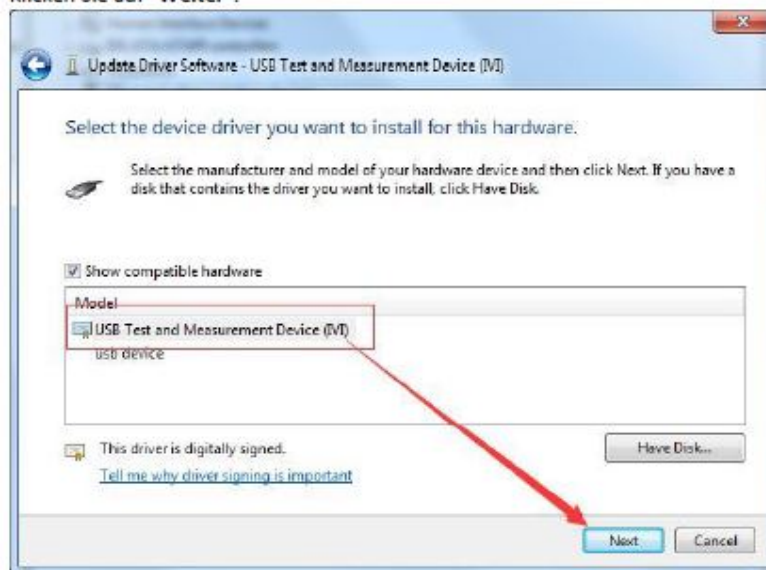 Klicken Sie auf "Weiter".
Update Driver Software - USB Test and Measurement Device (IVI)
Select the device driver you want to install for this hardware.
Select the manufacturer and model of your hardware device and then click Next. If you have a
disk that contains the driver you want to install, click Have Disk.
Show compatible hardware
Model
USB Test and Measurement Device (IVI)
usb device
This driver is digitally signed.
Have Disk...
Tell me why driver signing is important
Next
Cancel